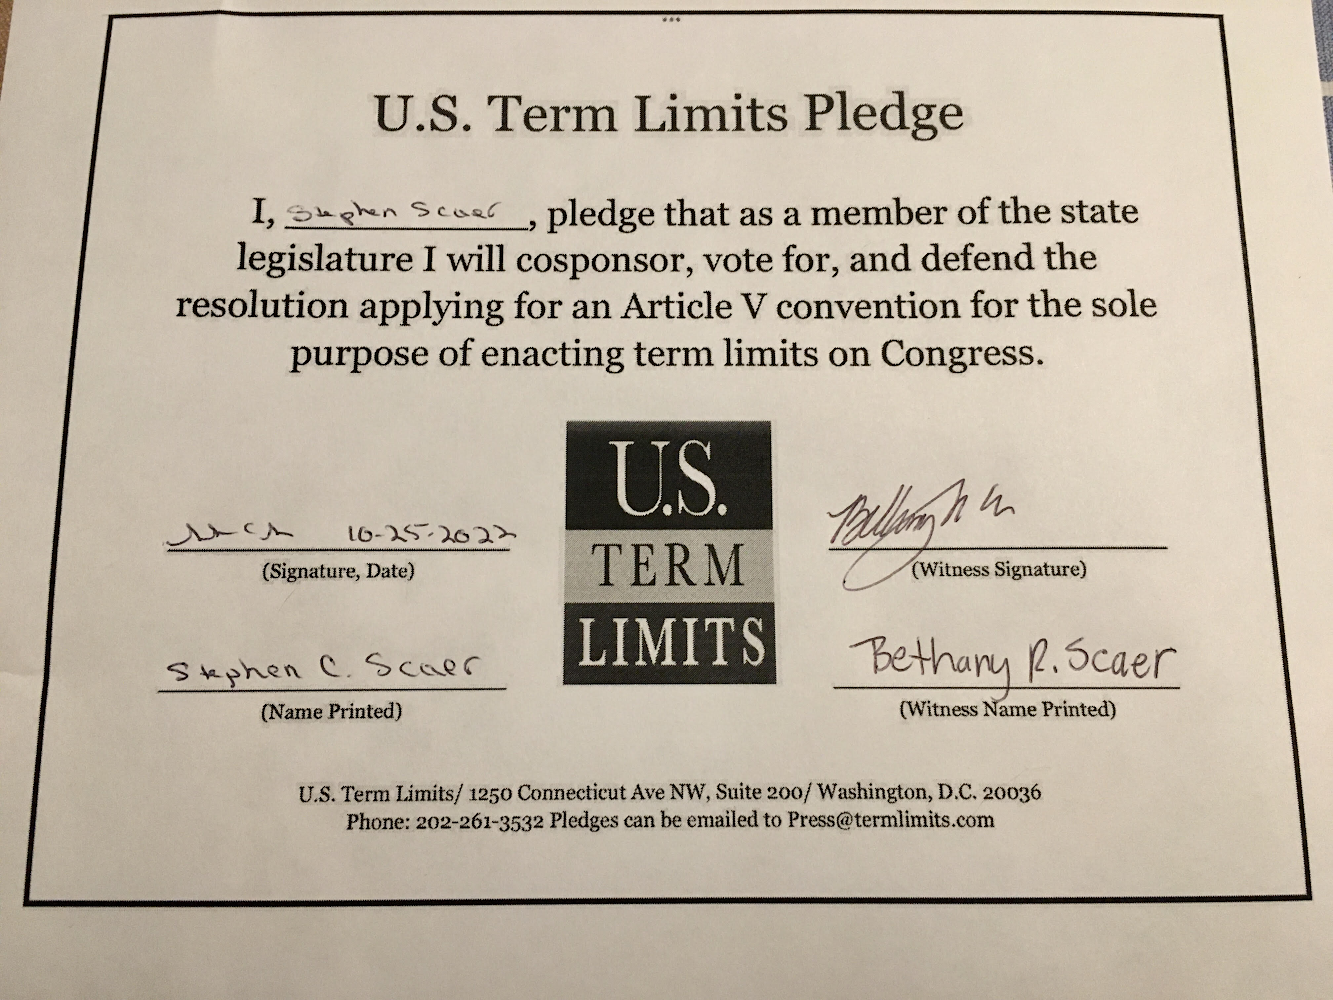 U.S. Term Limits Pledge
I, Stephen Scaer, pledge that as a member of the state
legislature I will cosponsor, vote for, and defend the
resolution applying for an Article V convention for the sole
purpose of enacting term limits on Congress.
10-25-2022
(Signature, Date)
Stephen C. Scaer
(Name Printed)
U.S.
TERM
LIMITS
(Witness Signature)
Bethany R. Scaer
(Witness Name Printed)
U.S. Term Limits/ 1250 Connecticut Ave NW, Suite 200/ Washington, D.C. 20036
Phone: 202-261-3532 Pledges can be emailed to Press@termlimits.com